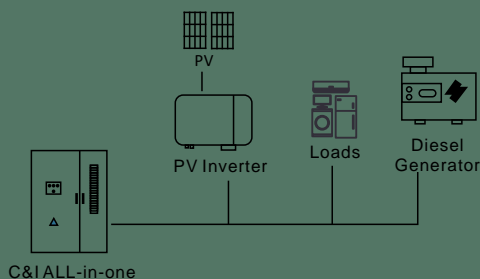 PV
PV Inverter
Loads
Diesel
Generator
C&I ALL-in-one